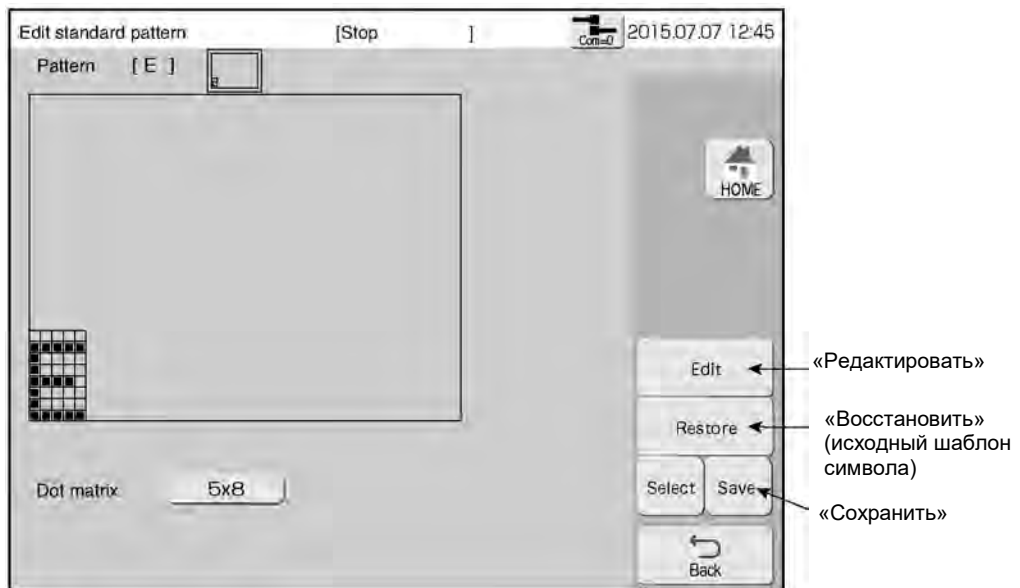 Edit standard pattern [Stop ] Com=0 2015.07.07 12:45
Pattern [ E ]
HOME
Edit
«Редактировать»
Restore
«Восстановить»
(исходный шаблон
символа)
Dot matrix 5x8
Select Save
«Сохранить»
Back